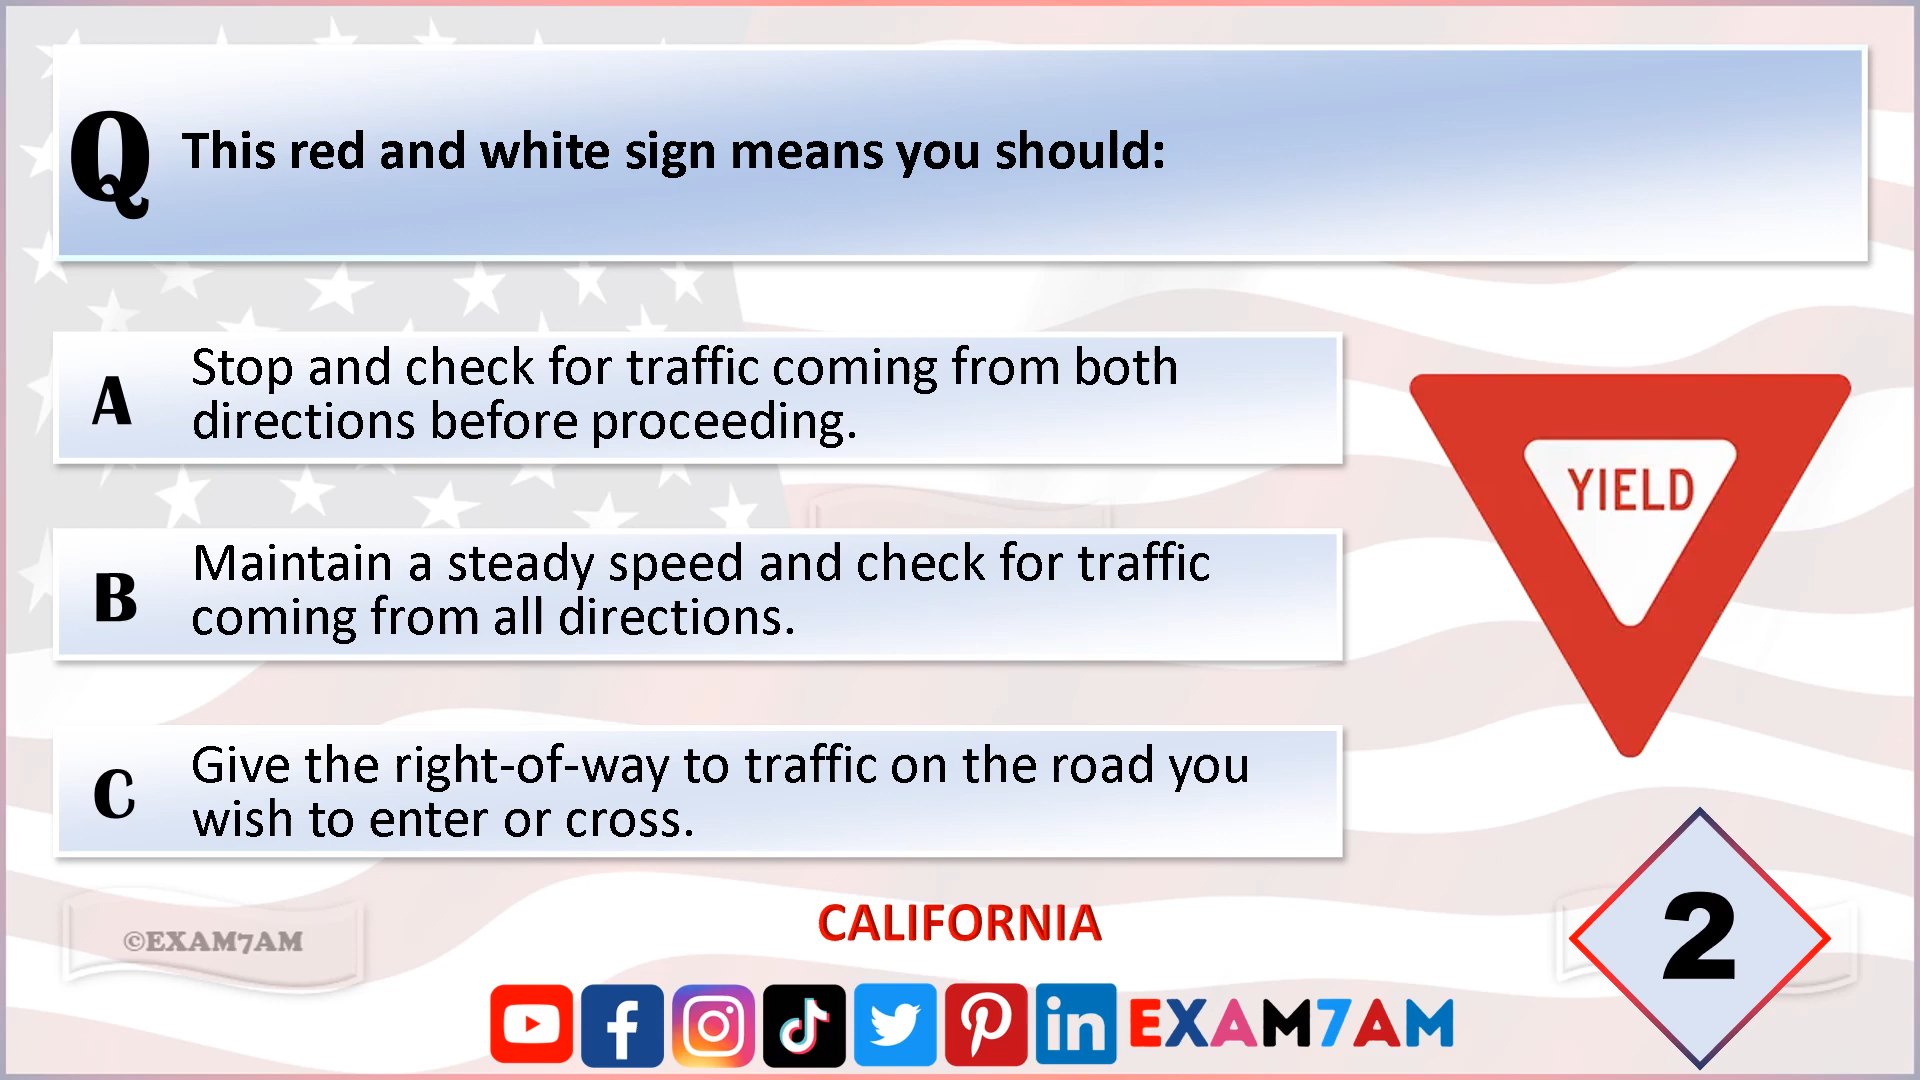 Q This red and white sign means you should:
A Stop and check for traffic coming from both
directions before proceeding.
YIELD
B Maintain a steady speed and check for traffic
coming from all directions.
C Give the right-of-way to traffic on the road you
wish to enter or cross.
CALIFORNIA
©EXAM7AM
2
EXAM7AM